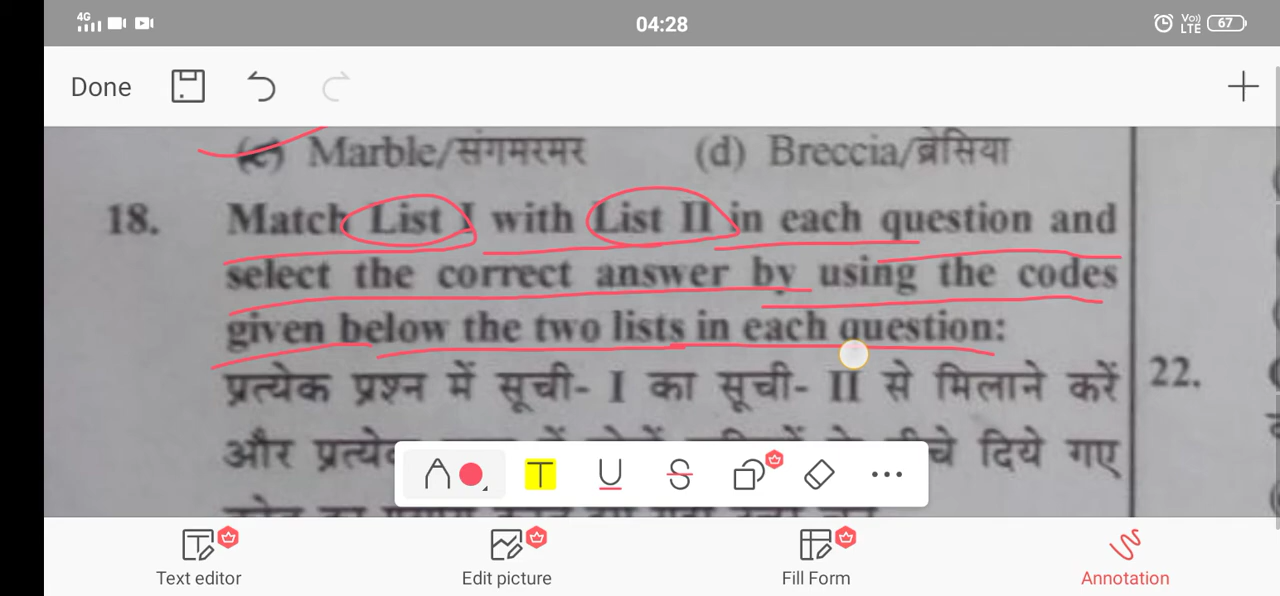 4G 04:28 Vo)) LTE 67
Done
(c) Marble/संगमरमर (d) Breccia/ब्रेसिया
18. Match List I with List II in each question and
select the correct answer by using the codes
given below the two lists in each question:
प्रत्येक प्रश्न में सूची- I का सूची- II से मिलाने करें
22.
और दिये गए
Text editor Edit picture Fill Form Annotation